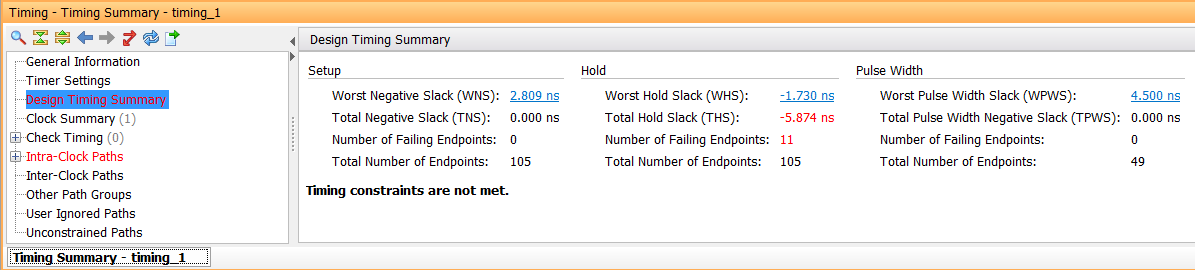 Timing - Timing Summary - timing_1
General Information
Timer Settings
Design Timing Summary
Clock Summary (1)
Check Timing (0)
Intra-Clock Paths
Inter-Clock Paths
Other Path Groups
User Ignored Paths
Unconstrained Paths
Design Timing Summary
Setup Hold Pulse Width
Worst Negative Slack (WNS): 2.809 ns Worst Hold Slack (WHS): -1.730 ns Worst Pulse Width Slack (WPWS): 4.500 ns
Total Negative Slack (TNS): 0.000 ns Total Hold Slack (THS): -5.874 ns Total Pulse Width Negative Slack (TPWS): 0.000 ns
Number of Failing Endpoints: 0 Number of Failing Endpoints: 11 Number of Failing Endpoints: 0
Total Number of Endpoints: 105 Total Number of Endpoints: 105 Total Number of Endpoints: 49
Timing constraints are not met.
Timing Summary - timing_1